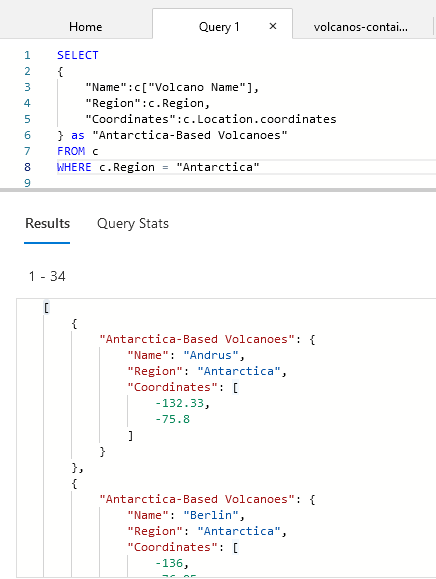 Home Query 1 × volcanos-contai...
1 SELECT
2 {
3 "Name":c["Volcano Name"],
4 "Region":c.Region,
5 "Coordinates":c.Location.coordinates
6 } as "Antarctica-Based Volcanoes"
7 FROM c
8 WHERE c.Region = "Antarctica"
9
Results Query Stats
1 - 34
[
{
"Antarctica-Based Volcanoes": {
"Name": "Andrus",
"Region": "Antarctica",
"Coordinates": [
-132.33,
-75.8
]
}
},
{
"Antarctica-Based Volcanoes": {
"Name": "Berlin",
"Region": "Antarctica",
"Coordinates": [
-136,